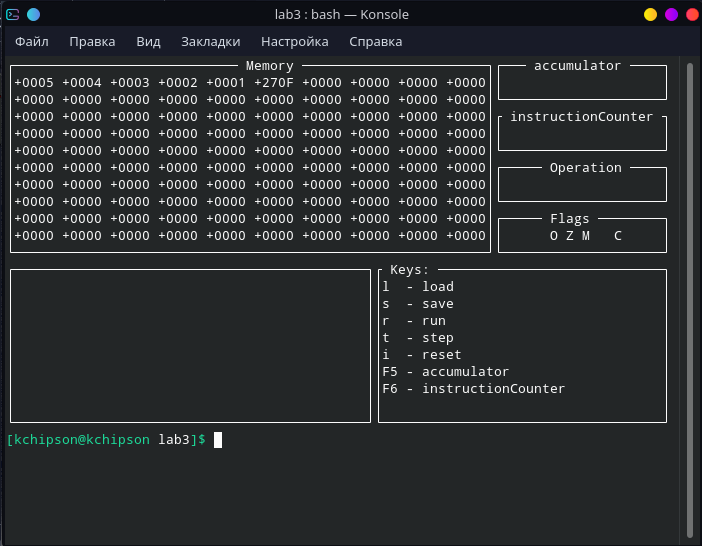 lab3 : bash — Konsole
Файл Правка Вид Закладки Настройка Справка
Memory
+0005 +0004 +0003 +0002 +0001 +270F +0000 +0000 +0000 +0000
+0000 +0000 +0000 +0000 +0000 +0000 +0000 +0000 +0000 +0000
+0000 +0000 +0000 +0000 +0000 +0000 +0000 +0000 +0000 +0000
+0000 +0000 +0000 +0000 +0000 +0000 +0000 +0000 +0000 +0000
+0000 +0000 +0000 +0000 +0000 +0000 +0000 +0000 +0000 +0000
+0000 +0000 +0000 +0000 +0000 +0000 +0000 +0000 +0000 +0000
+0000 +0000 +0000 +0000 +0000 +0000 +0000 +0000 +0000 +0000
+0000 +0000 +0000 +0000 +0000 +0000 +0000 +0000 +0000 +0000
+0000 +0000 +0000 +0000 +0000 +0000 +0000 +0000 +0000 +0000
+0000 +0000 +0000 +0000 +0000 +0000 +0000 +0000 +0000 +0000
accumulator
instructionCounter
Operation
Flags
O Z M C
Keys:
l - load
s - save
r - run
t - step
i - reset
F5 - accumulator
F6 - instructionCounter
[kchipson@kchipson lab3]$